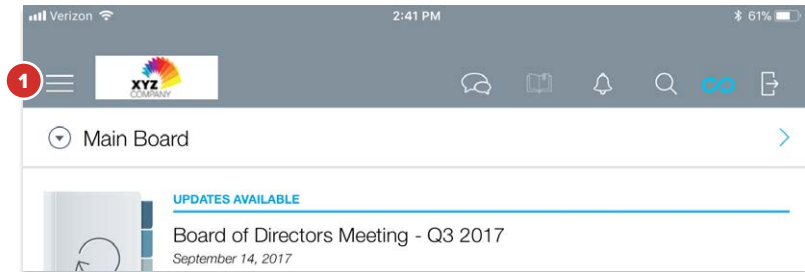 Verizon 2:41 PM 61%
1
XYZ
COMPANY
Main Board
UPDATES AVAILABLE
Board of Directors Meeting - Q3 2017
September 14, 2017